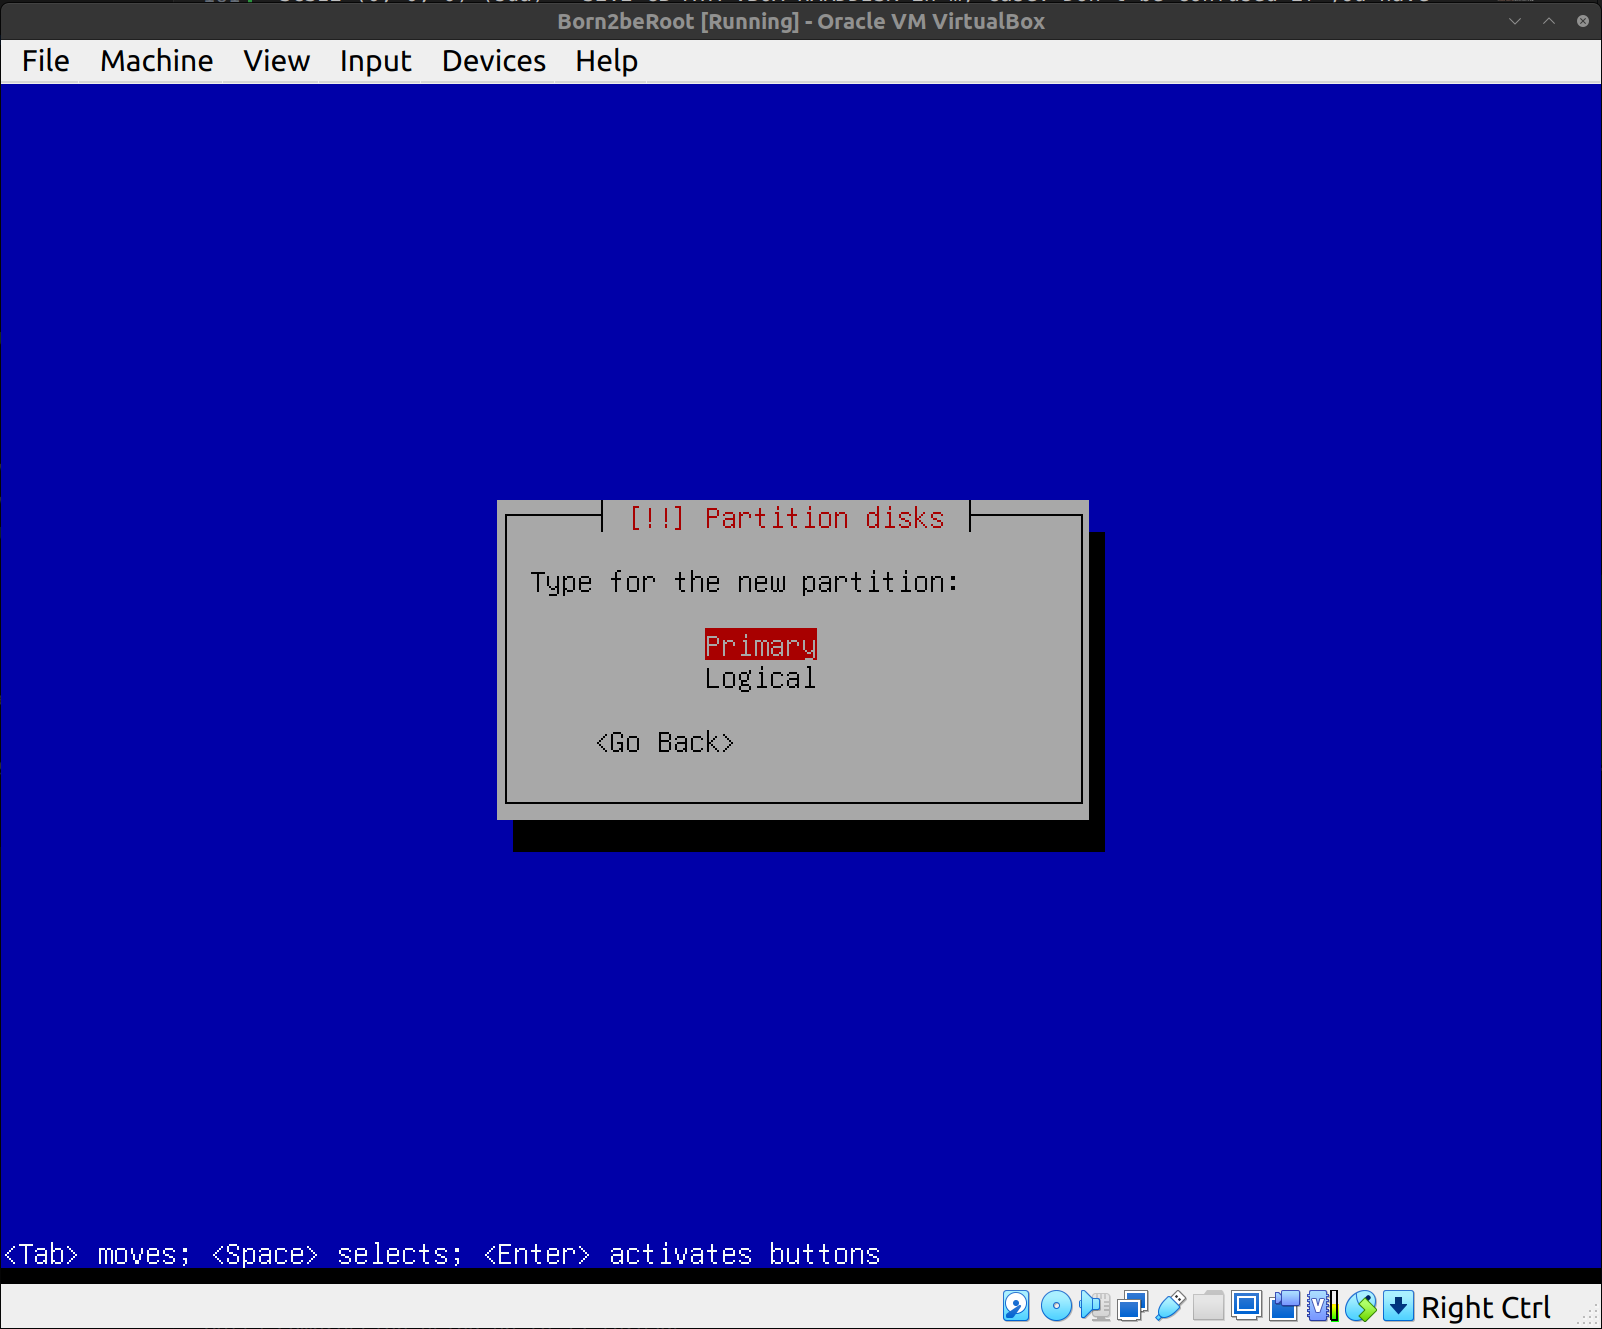 Born2beRoot [Running] - Oracle VM VirtualBox
File Machine View Input Devices Help
[!!] Partition disks
Type for the new partition:
Primary
Logical
<Go Back>
<Tab> moves; <Space> selects; <Enter> activates buttons
Right Ctrl